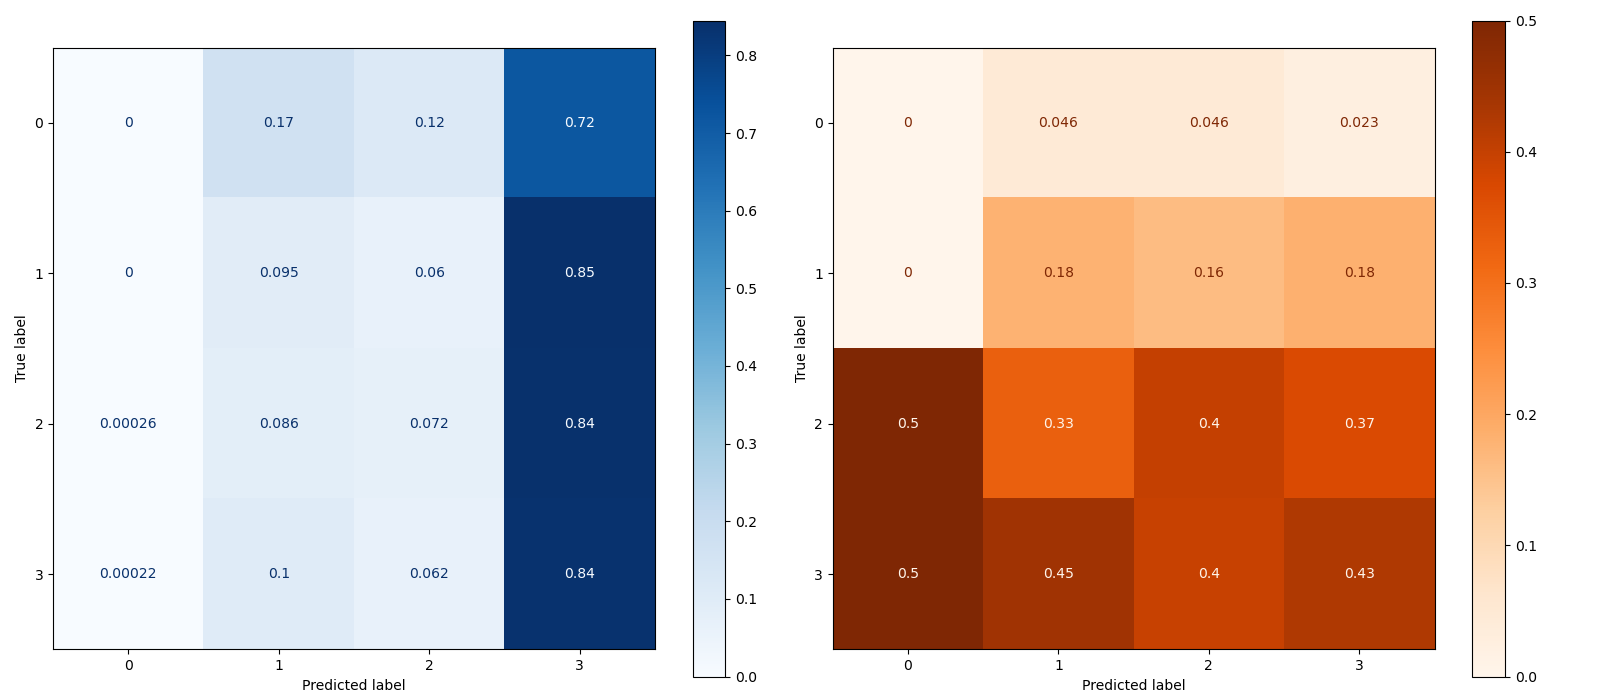 0 0 0.17 0.12 0.72
1 0 0.095 0.06 0.85
2 0.00026 0.086 0.072 0.84
3 0.00022 0.1 0.062 0.84
0 1 2 3
Predicted label
True label
0.8
0.7
0.6
0.5
0.4
0.3
0.2
0.1
0.0
0 0 0.046 0.046 0.023
1 0 0.18 0.16 0.18
2 0.5 0.33 0.4 0.37
3 0.5 0.45 0.4 0.43
0 1 2 3
Predicted label
True label
0.5
0.4
0.3
0.2
0.1
0.0